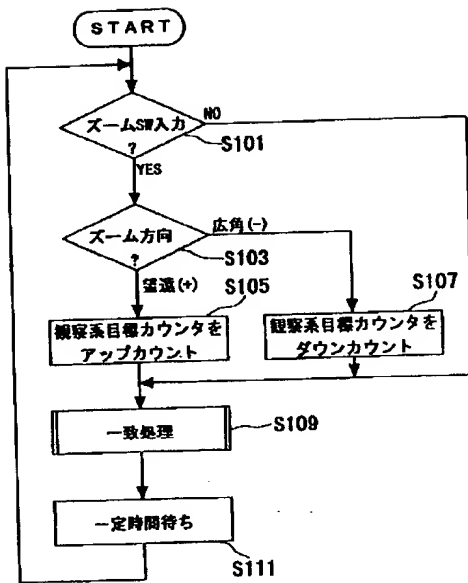 START
ズームSW入力
?
NO
S101
YES
ズーム方向
?
広角(-)
S103
望遠(+)
S105
S107
観察系目標カウンタを
アップカウント
観察系目標カウンタを
ダウンカウント
一致処理
S109
一定時間待ち
S111